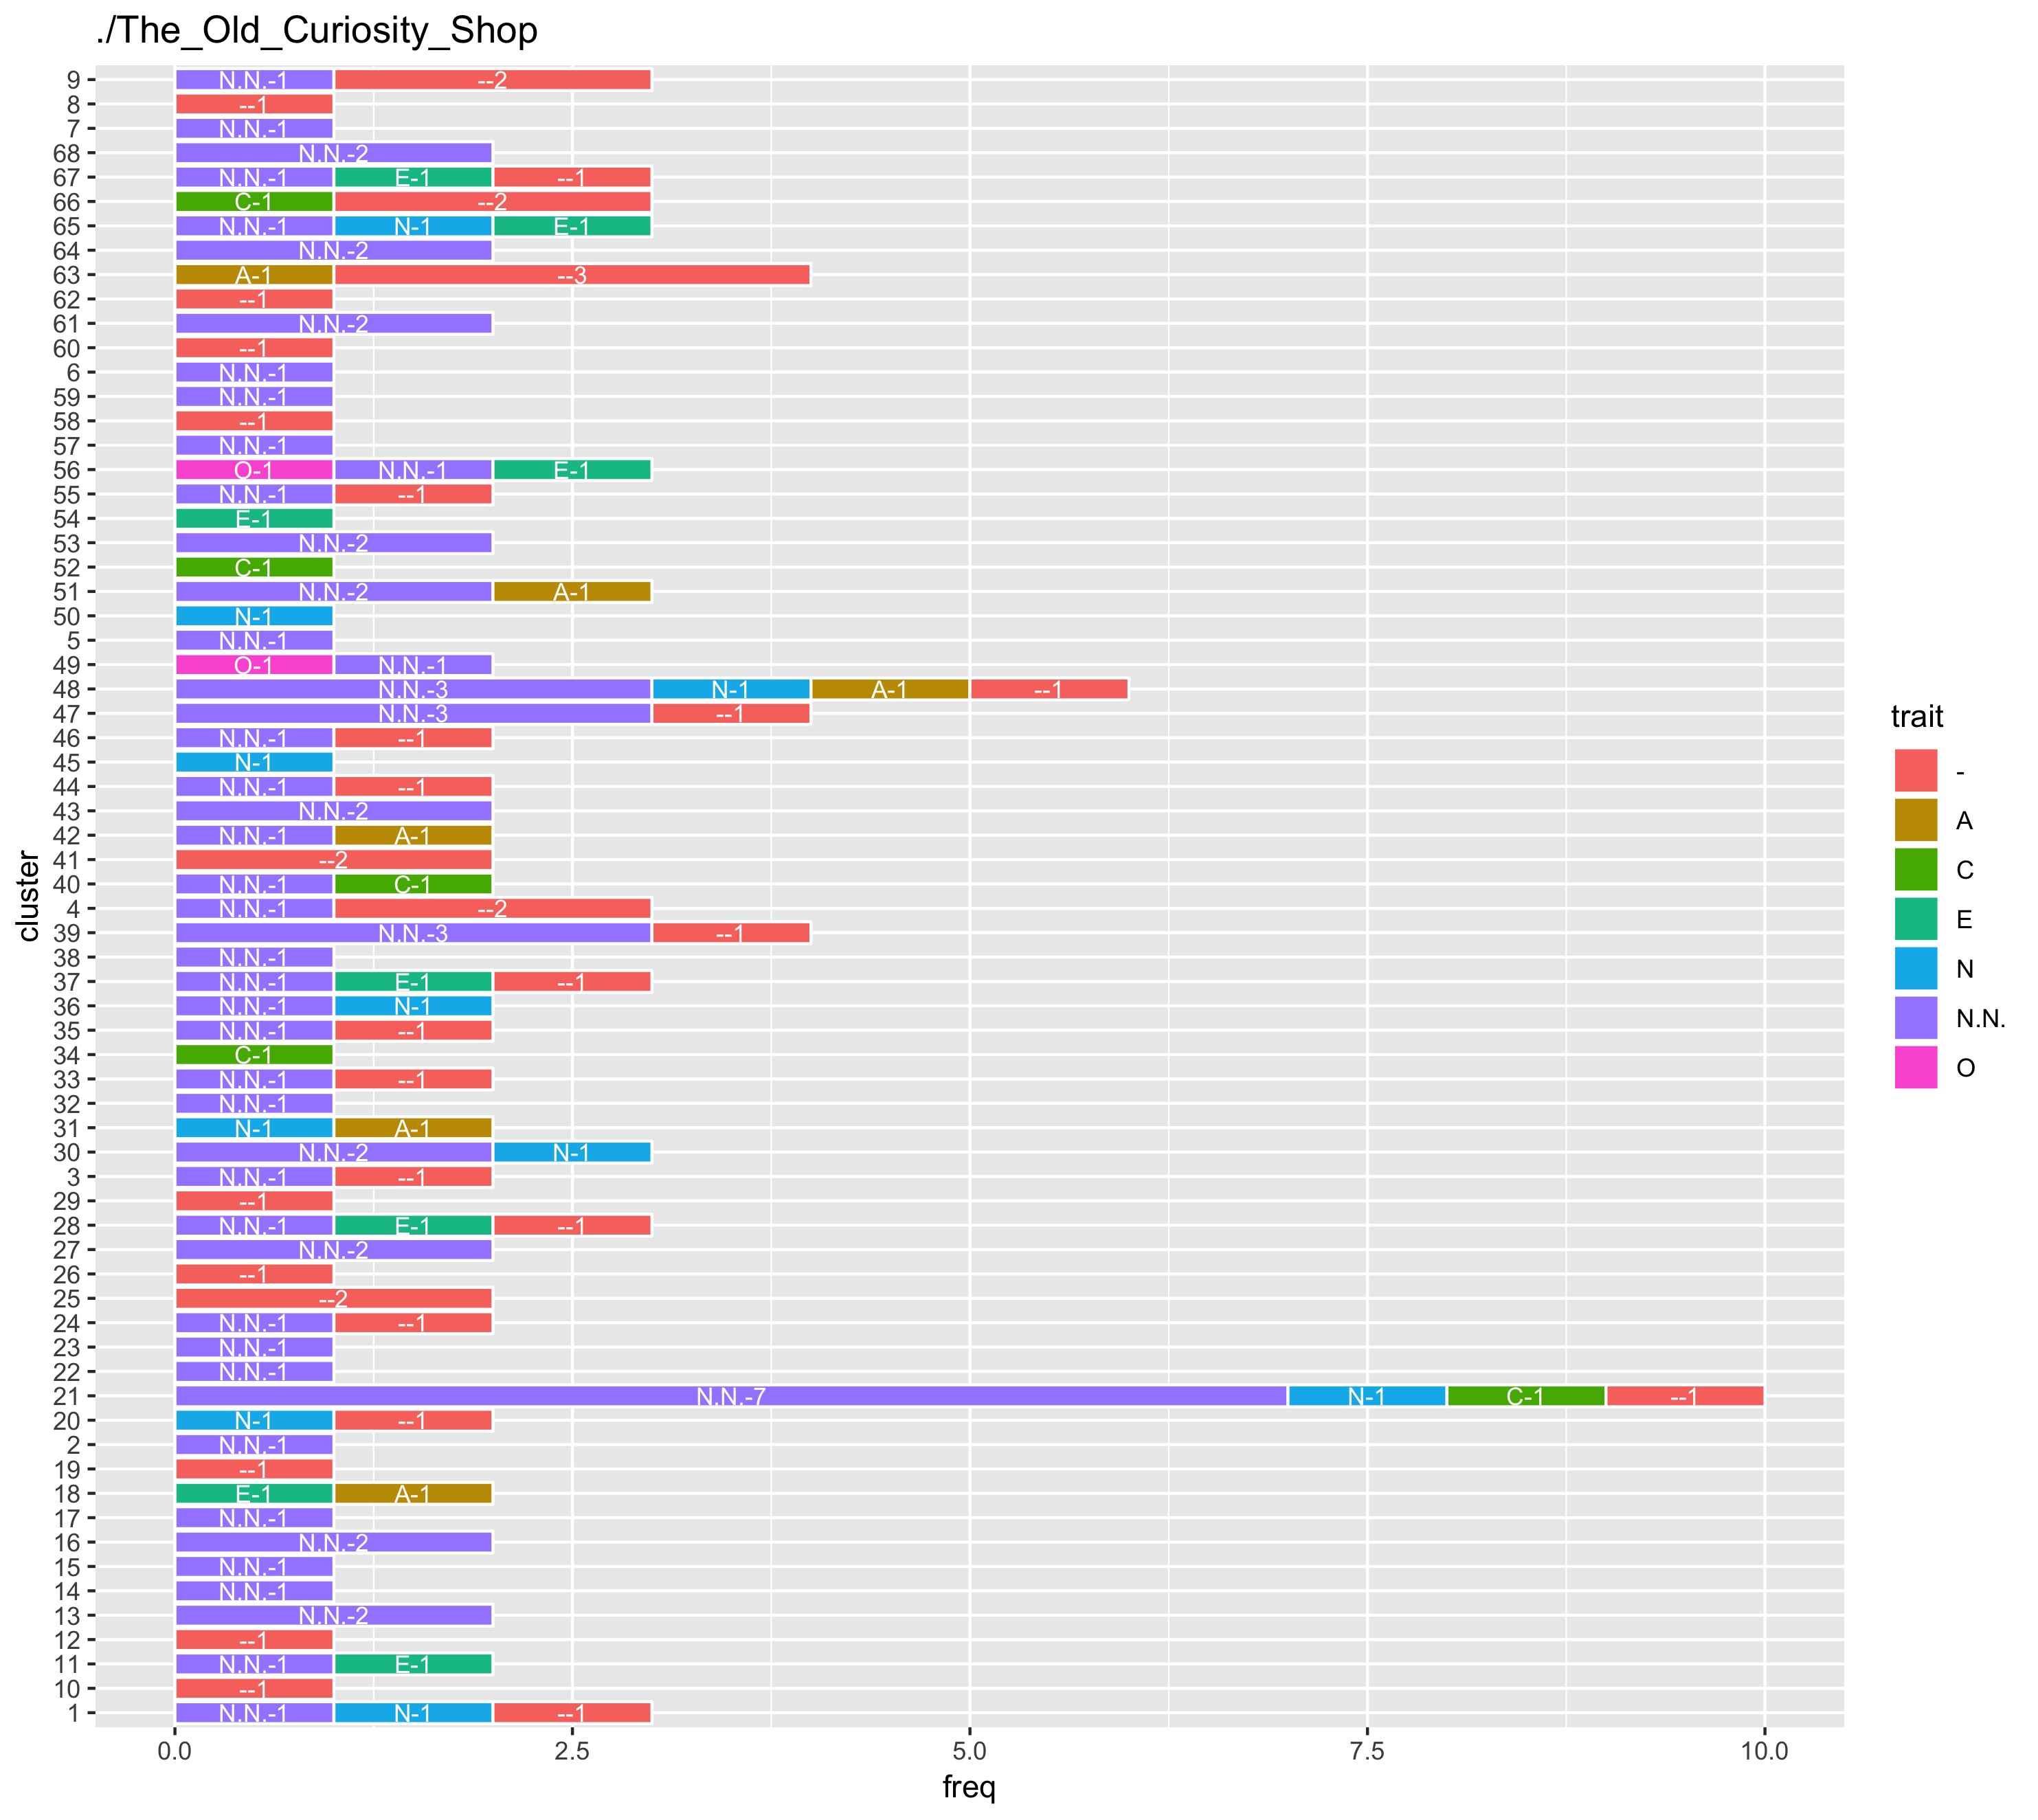 ./The_Old_Curiosity_Shop
9 N.N.-1 --2
8 --1
7 N.N.-1
68 N.N.-2
67 N.N.-1 E-1 --1
66 C-1 --2
65 N.N.-1 N-1 E-1
64 N.N.-2
63 A-1 --3
62 --1
61 N.N.-2
60 --1
6 N.N.-1
59 N.N.-1
58 --1
57 N.N.-1
56 O-1 N.N.-1 E-1
55 N.N.-1 --1
54 E-1
53 N.N.-2
52 C-1
51 N.N.-2 A-1
50 N-1
5 N.N.-1
49 O-1 N.N.-1
48 N.N.-3 N-1 A-1 --1
47 N.N.-3 --1
46 N.N.-1 --1
45 N-1
44 N.N.-1 --1
43 N.N.-2
42 N.N.-1 A-1
41 --2
40 N.N.-1 C-1
4 N.N.-1 --2
39 N.N.-3 --1
38 N.N.-1
37 N.N.-1 E-1 --1
36 N.N.-1 N-1
35 N.N.-1 --1
34 C-1
33 N.N.-1 --1
32 N.N.-1
31 N-1 A-1
30 N.N.-2 N-1
3 N.N.-1 --1
29 --1
28 N.N.-1 E-1 --1
27 N.N.-2
26 --1
25 --2
24 N.N.-1 --1
23 N.N.-1
22 N.N.-1
21 N.N.-7 N-1 C-1 --1
20 N-1 --1
2 N.N.-1
19 --1
18 E-1 A-1
17 N.N.-1
16 N.N.-2
15 N.N.-1
14 N.N.-1
13 N.N.-2
12 --1
11 N.N.-1 E-1
10 --1
1 N.N.-1 N-1 --1
0.0 2.5 5.0 7.5 10.0
freq
cluster
trait
-
A
C
E
N
N.N.
O